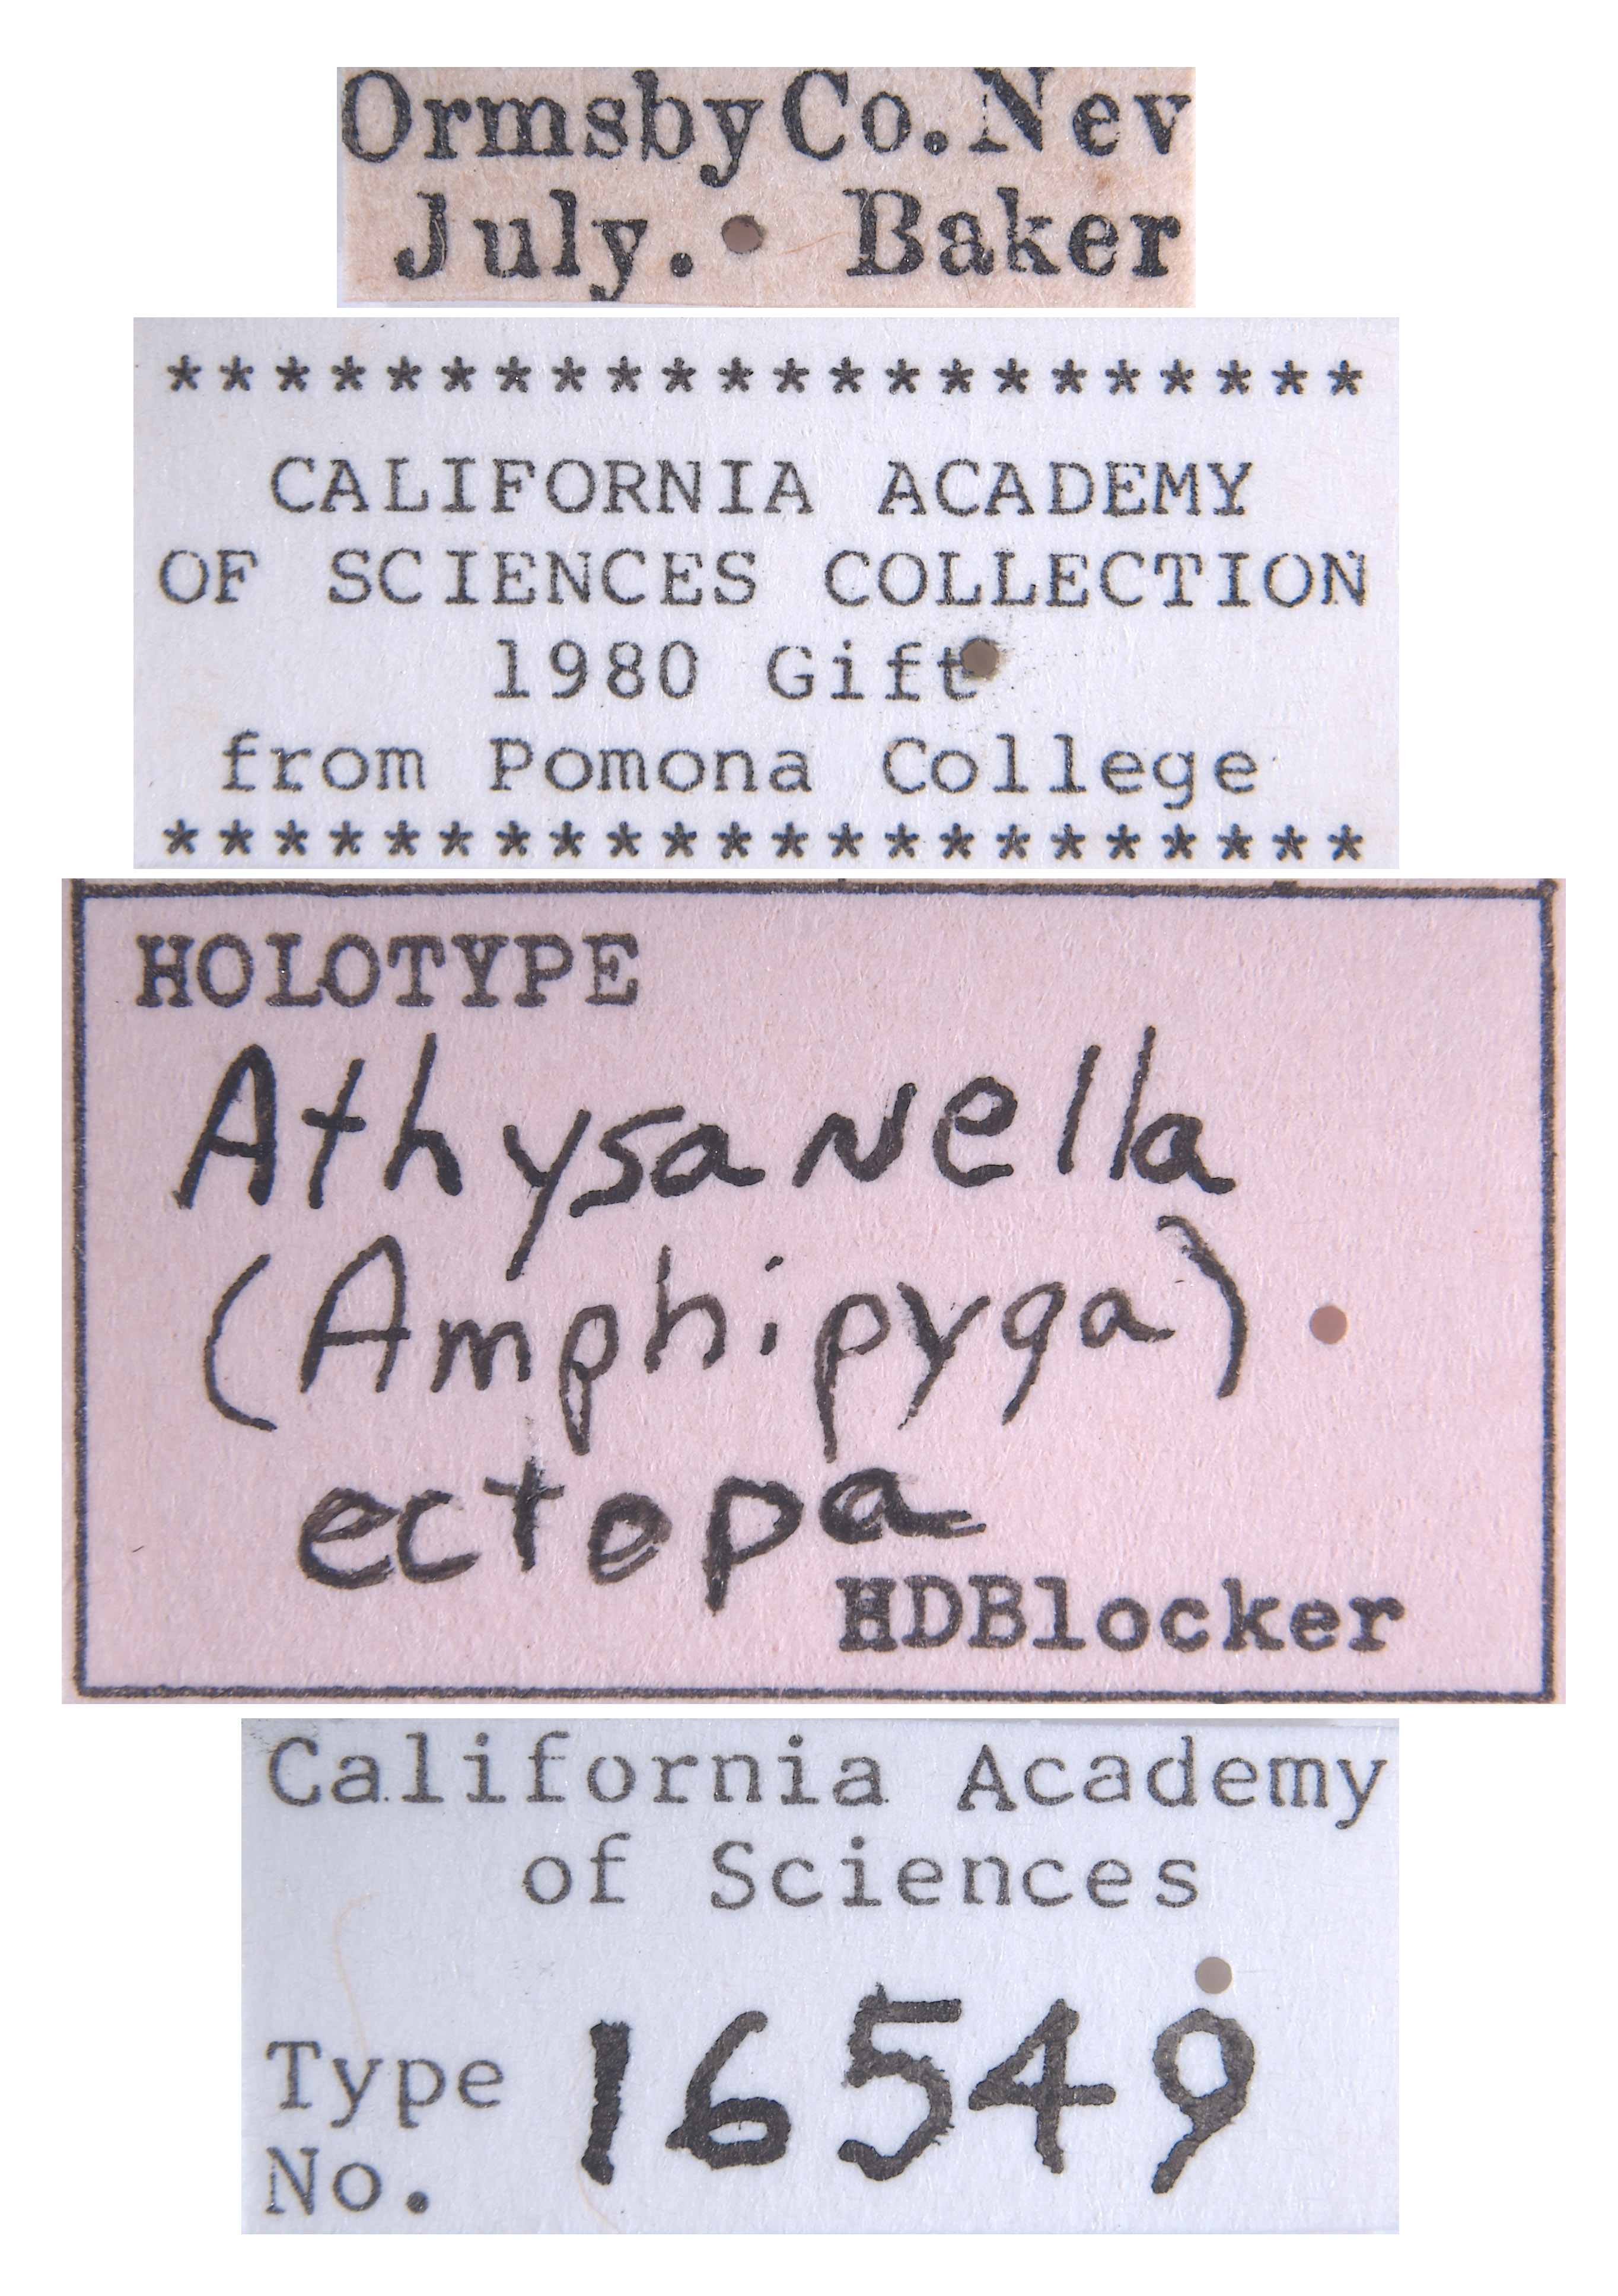 Ormsby Co. Nev
July. Baker
**********************
CALIFORNIA ACADEMY
OF SCIENCES COLLECTION
1980 Gift
from Pomona College
**********************
HOLOTYPE
Athysanella
(Amphipyga)
ectopa
HDBlocker
California Academy
of Sciences
Type
No. 16549